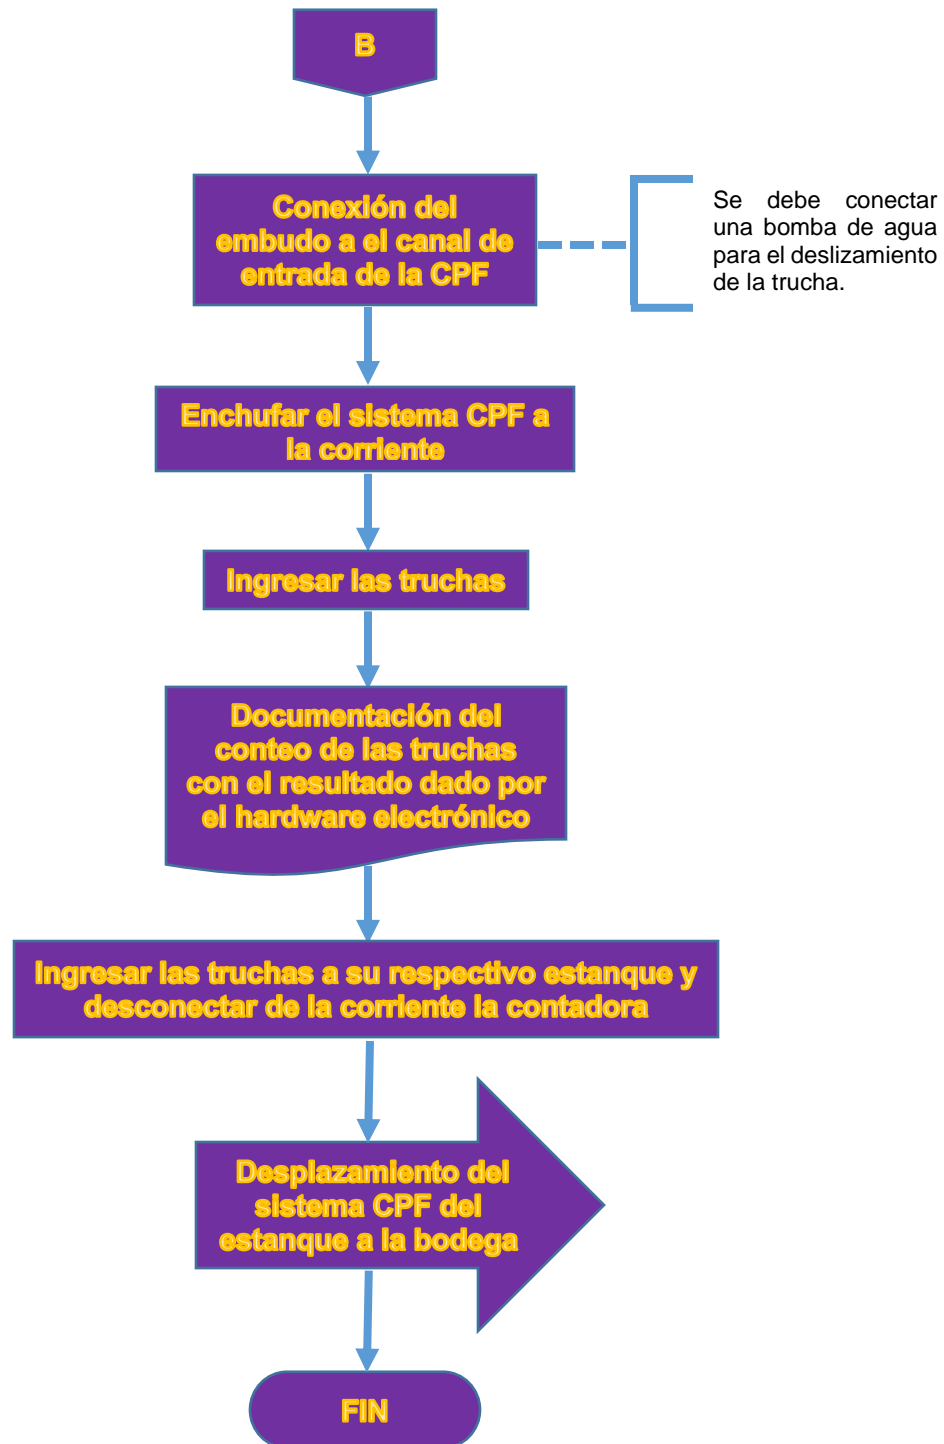 B
Conexión del
embudo a el canal de
entrada de la CPF
Se debe conectar
una bomba de agua
para el deslizamiento
de la trucha.
Enchufar el sistema CPF a
la corriente
Ingresar las truchas
Documentación del
conteo de las truchas
con el resultado dado por
el hardware electrónico
Ingresar las truchas a su respectivo estanque y
desconectar de la corriente la contadora
Desplazamiento del
sistema CPF del
estanque a la bodega
FIN